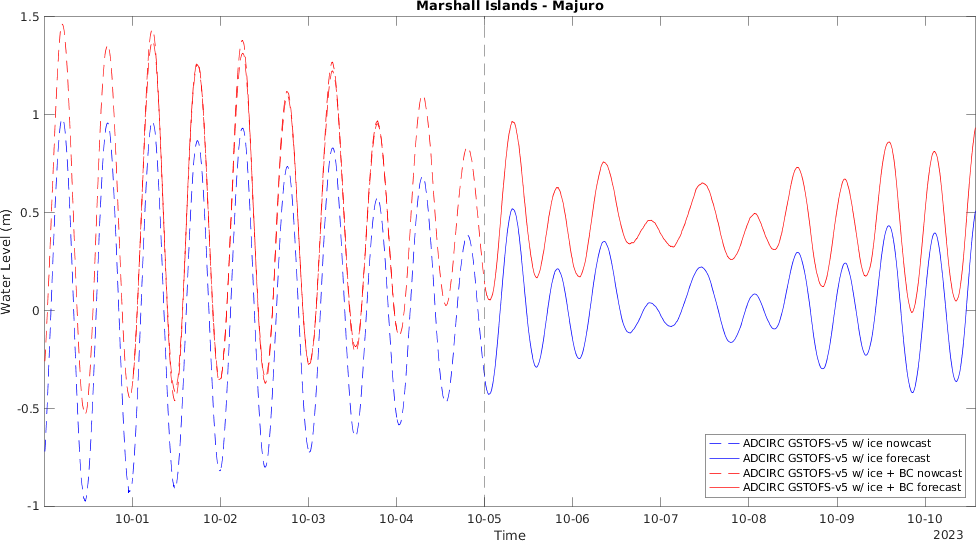 Marshall Islands - Majuro
1.5
1
0.5
0
-0.5
-1
Water Level (m)
ADCIRC GSTOFS-v5 w/ ice nowcast
ADCIRC GSTOFS-v5 w/ ice forecast
ADCIRC GSTOFS-v5 w/ ice + BC nowcast
ADCIRC GSTOFS-v5 w/ ice + BC forecast
10-01 10-02 10-03 10-04 10-05 10-06 10-07 10-08 10-09 10-10
Time
2023